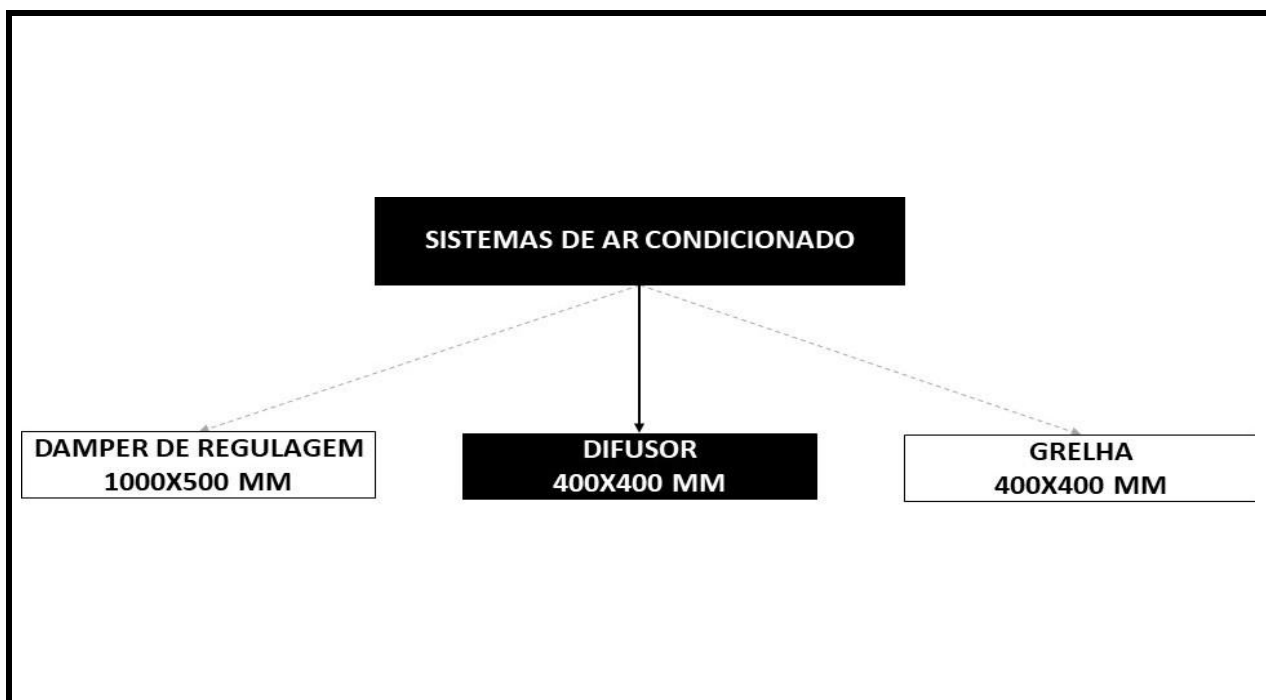 SISTEMAS DE AR CONDICIONADO
DAMPER DE REGULAGEM
1000X500 MM
DIFUSOR
400X400 MM
GRELHA
400X400 MM